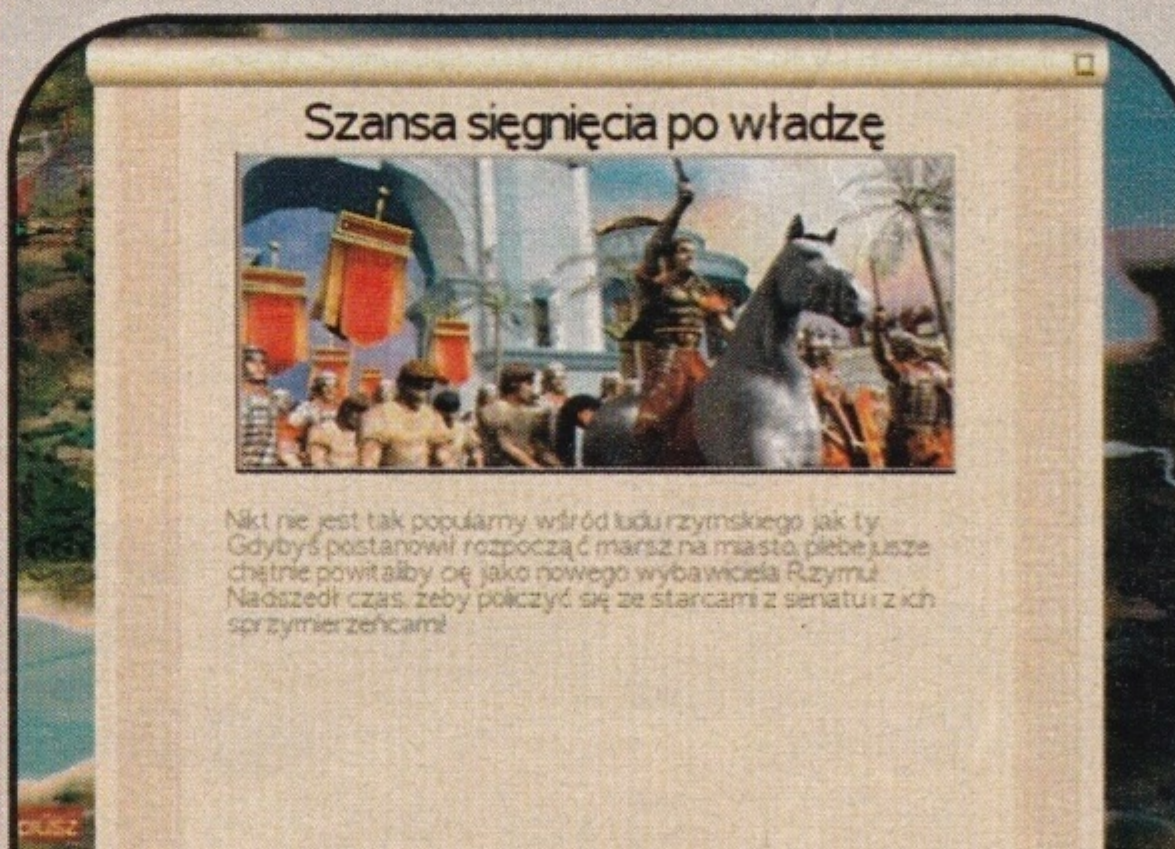 Szansa sięgnięcia po władzę
Nikt nie jest tak popularny wśród ludu rzymskiego jak ty.
Gdybyś postanowił rozpocząć marsz na miasto, plebejusze
chętnie powitaliby cię jako nowego wybawiciela Rzymu!
Nadszedł czas, żeby policzyć się ze starcami z senatu i z ich
sprzymierzeńcami!